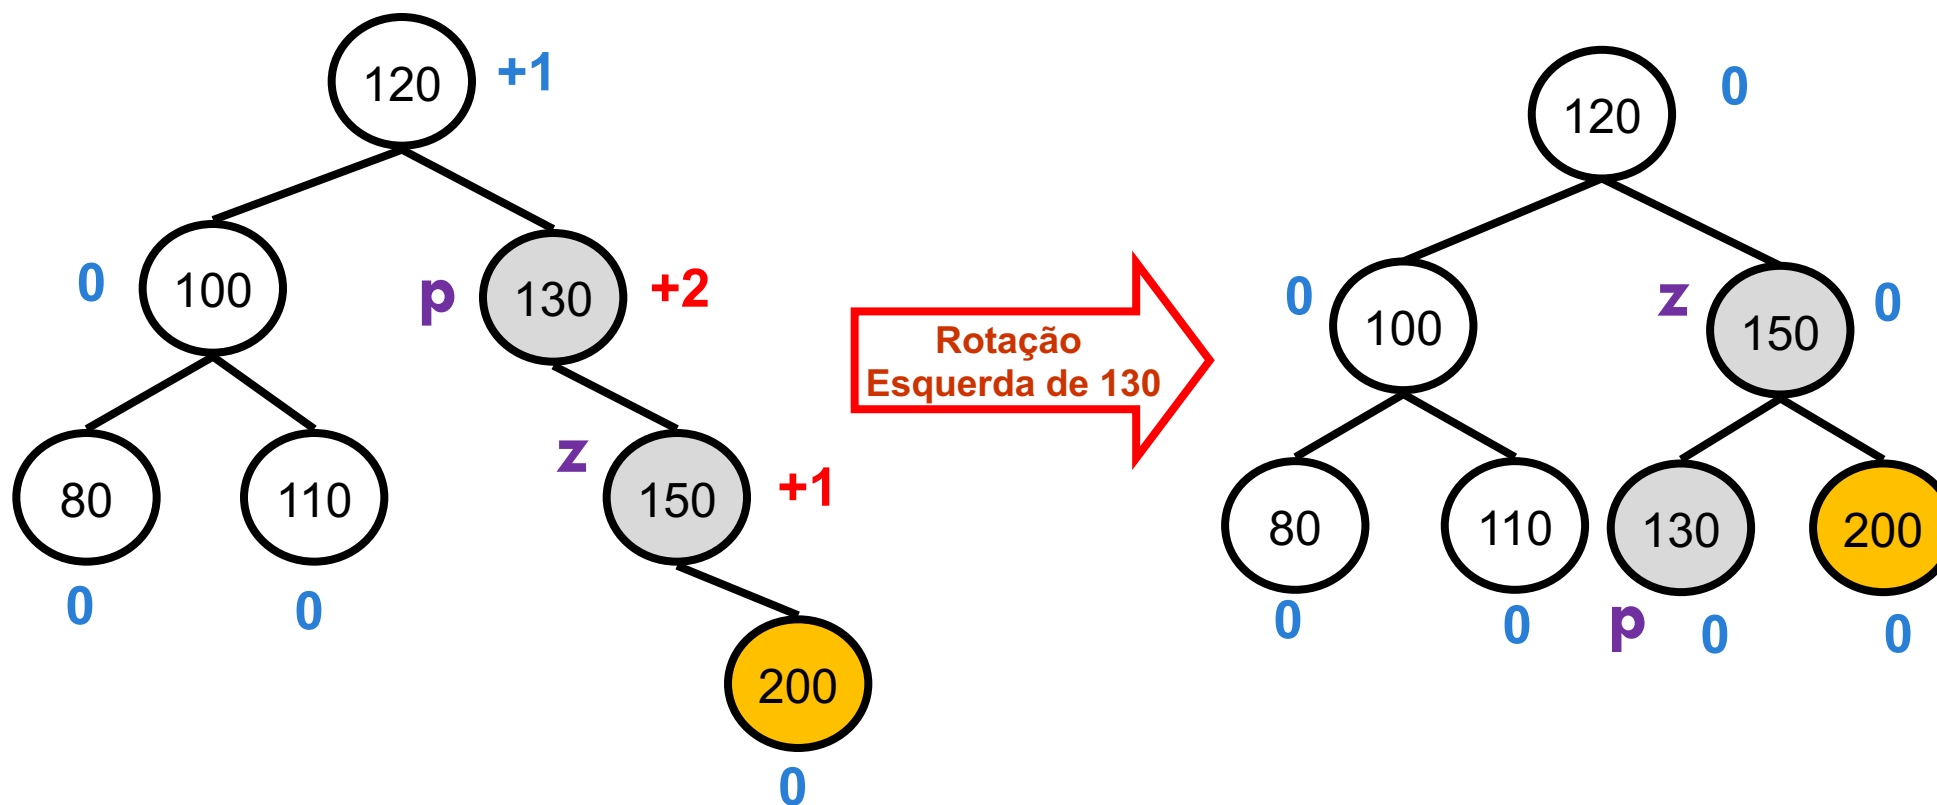 120 +1
0 100 p 130 +2
80 110 z 150 +1
0 0
200
0
Rotação
Esquerda de 130
120 0
0 100 z 150 0
80 110 130 200
0 0 p 0 0